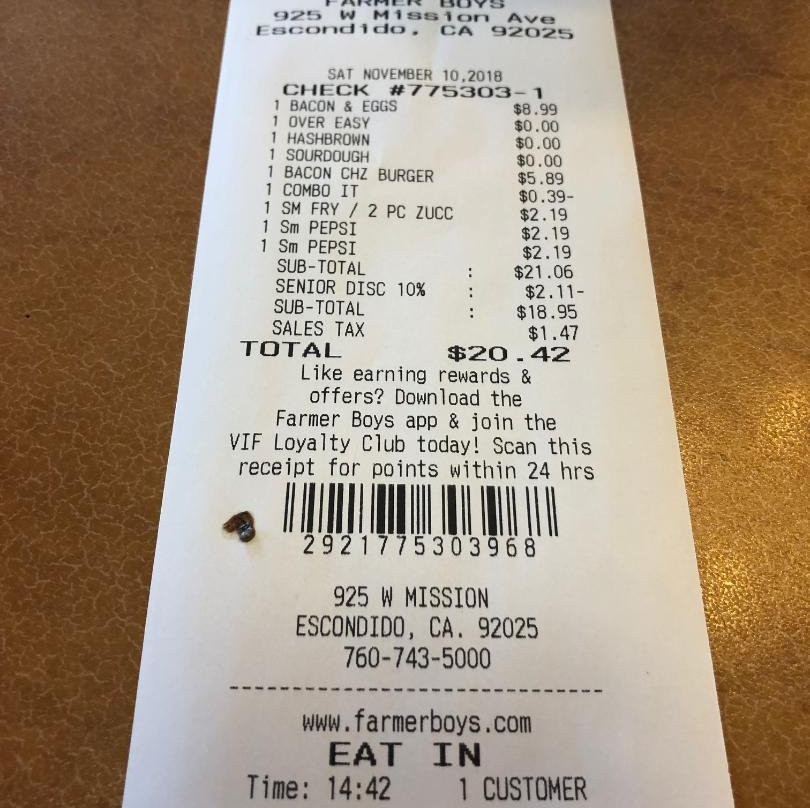 FARMER BOYS
925 W Mission Ave
Escondido, CA 92025
SAT NOVEMBER 10,2018
CHECK #775303-1
1 BACON & EGGS $8.99
1 OVER EASY $0.00
1 HASHBROWN $0.00
1 SOURDOUGH $0.00
1 BACON CHZ BURGER $5.89
1 COMBO IT $0.39-
1 SM FRY / 2 PC ZUCC $2.19
1 Sm PEPSI $2.19
1 Sm PEPSI $2.19
SUB-TOTAL : $21.06
SENIOR DISC 10% : $2.11-
SUB-TOTAL : $18.95
SALES TAX $1.47
TOTAL $20.42
Like earning rewards &
offers? Download the
Farmer Boys app & join the
VIF Loyalty Club today! Scan this
receipt for points within 24 hrs
2921775303968
925 W MISSION
ESCONDIDO, CA. 92025
760-743-5000
--------------------------------
www.farmerboys.com
EAT IN
Time: 14:42 1 CUSTOMER